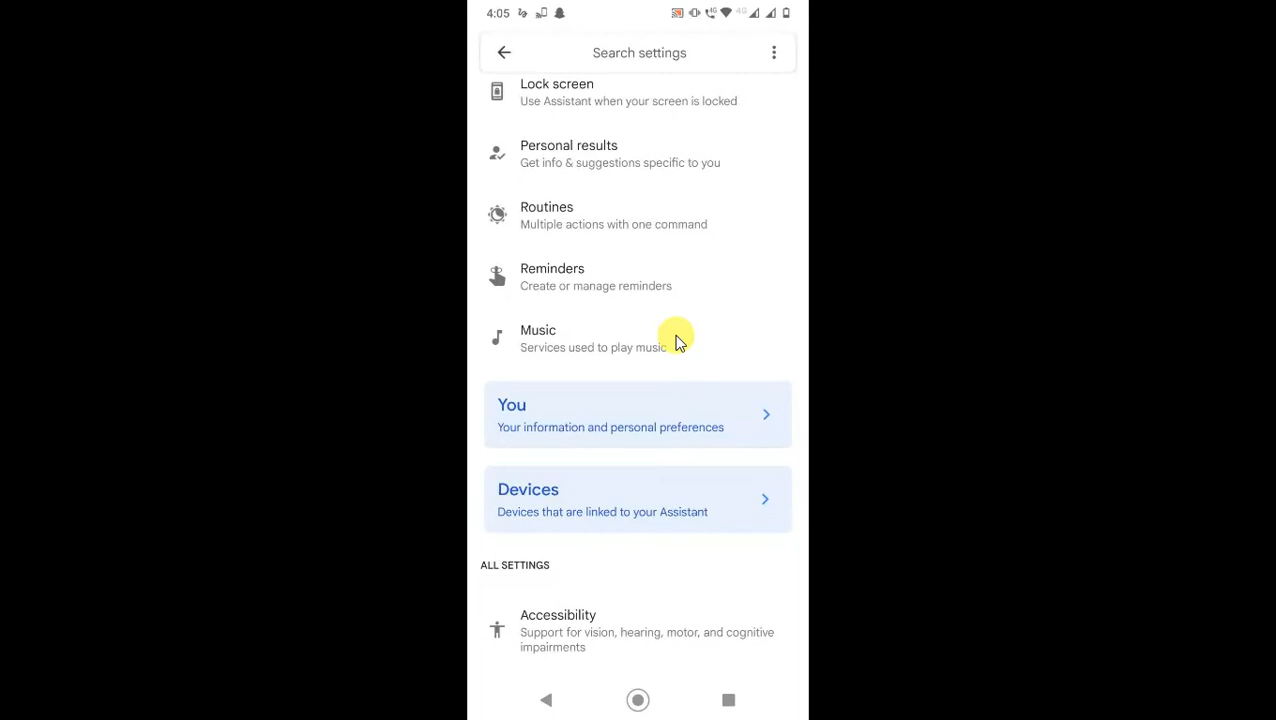 4:05
4G
4G
Search settings
Lock screen
Use Assistant when your screen is locked
Personal results
Get info & suggestions specific to you
Routines
Multiple actions with one command
Reminders
Create or manage reminders
Music
Services used to play music
You
Your information and personal preferences
Devices
Devices that are linked to your Assistant
ALL SETTINGS
Accessibility
Support for vision, hearing, motor, and cognitive
impairments